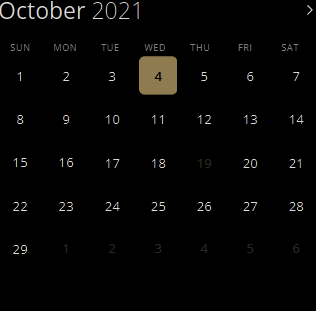 October 2021
SUN MON TUE WED THU FRI SAT
1 2 3 4 5 6 7
8 9 10 11 12 13 14
15 16 17 18 19 20 21
22 23 24 25 26 27 28
29 1 2 3 4 5 6